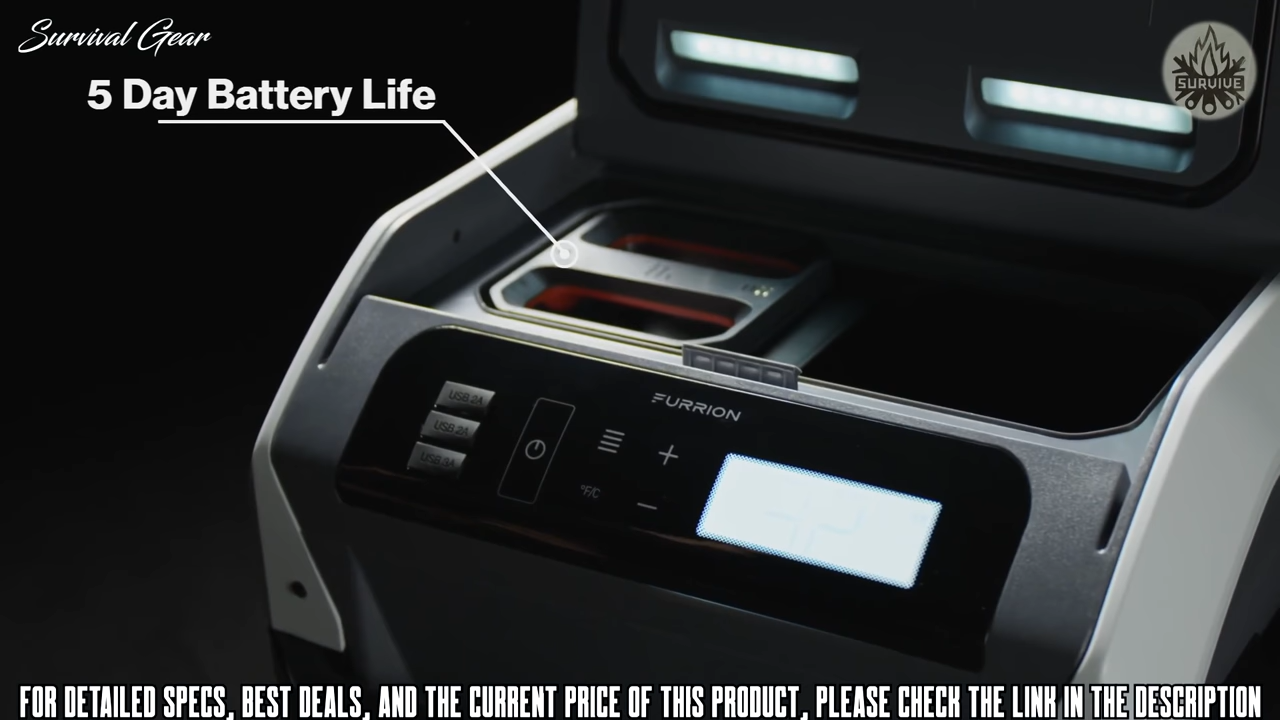 Survival Gear
SURVIVE
5 Day Battery Life
FURRION
USB 2A
USB 2A
USB 3A
°F/C
FOR DETAILED SPECS, BEST DEALS, AND THE CURRENT PRICE OF THIS PRODUCT, PLEASE CHECK THE LINK IN THE DESCRIPTION